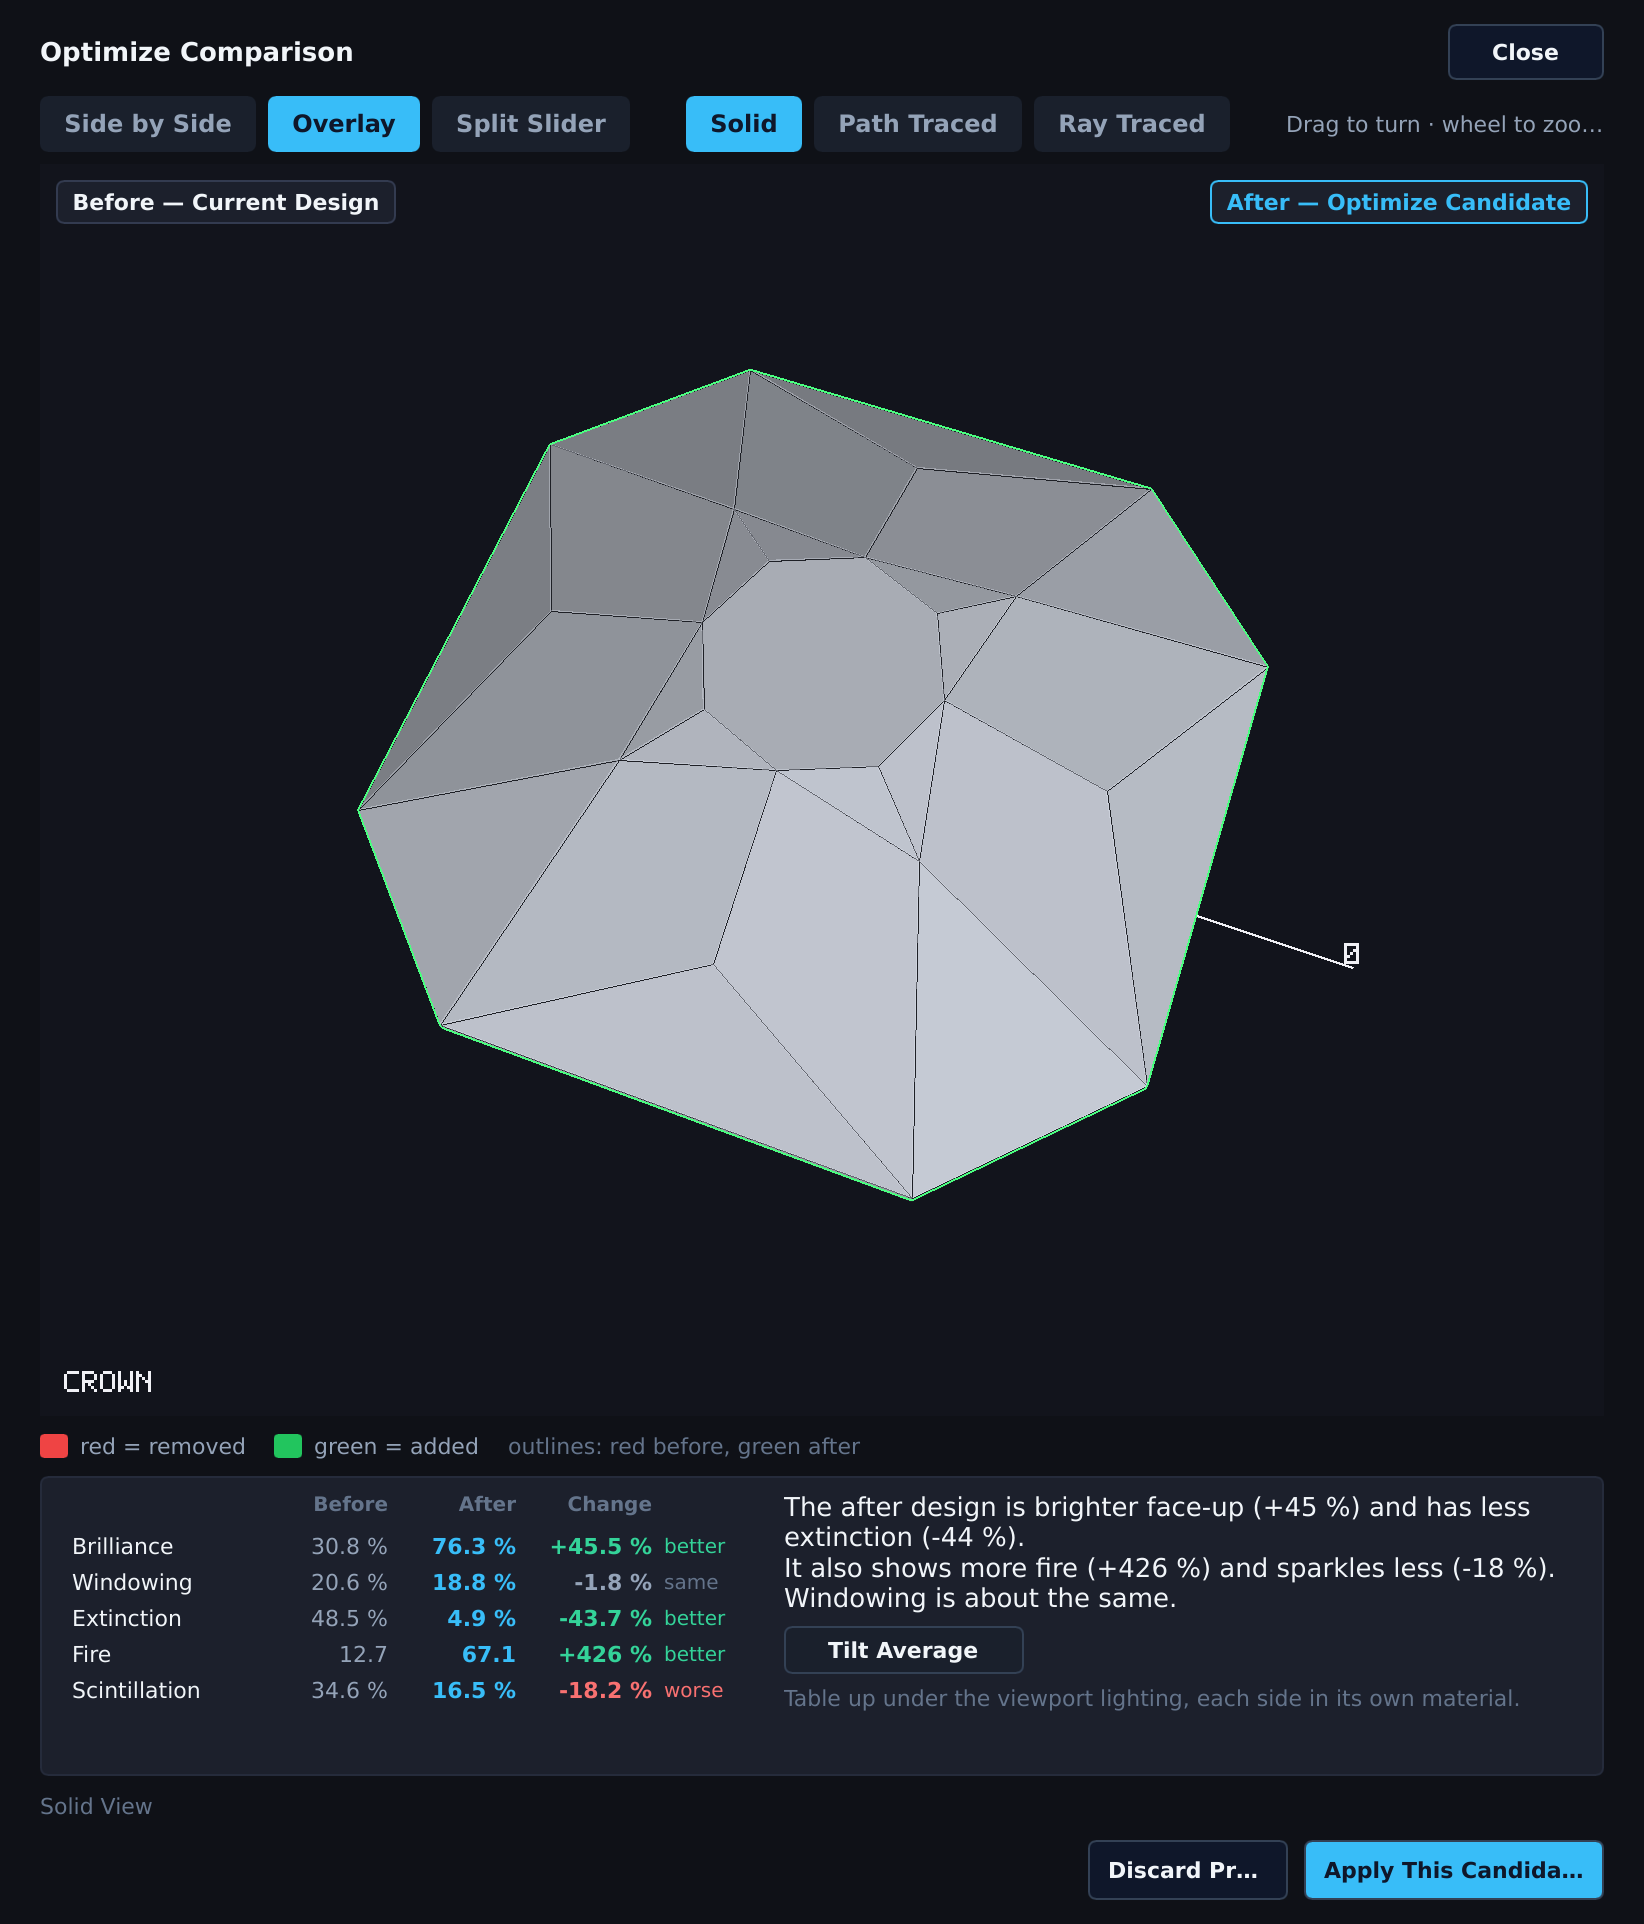 Optimize Comparison
Close
Side by Side
Overlay
Split Slider
Solid
Path Traced
Ray Traced
Drag to turn · wheel to zoo…
Before — Current Design
After — Optimize Candidate
0
CROWN
red = removed
green = added
outlines: red before, green after
Before After Change
Brilliance 30.8 % 76.3 % +45.5 % better
Windowing 20.6 % 18.8 % -1.8 % same
Extinction 48.5 % 4.9 % -43.7 % better
Fire 12.7 67.1 +426 % better
Scintillation 34.6 % 16.5 % -18.2 % worse
The after design is brighter face-up (+45 %) and has less
extinction (-44 %).
It also shows more fire (+426 %) and sparkles less (-18 %).
Windowing is about the same.
Tilt Average
Table up under the viewport lighting, each side in its own material.
Solid View
Discard Pr…
Apply This Candida…